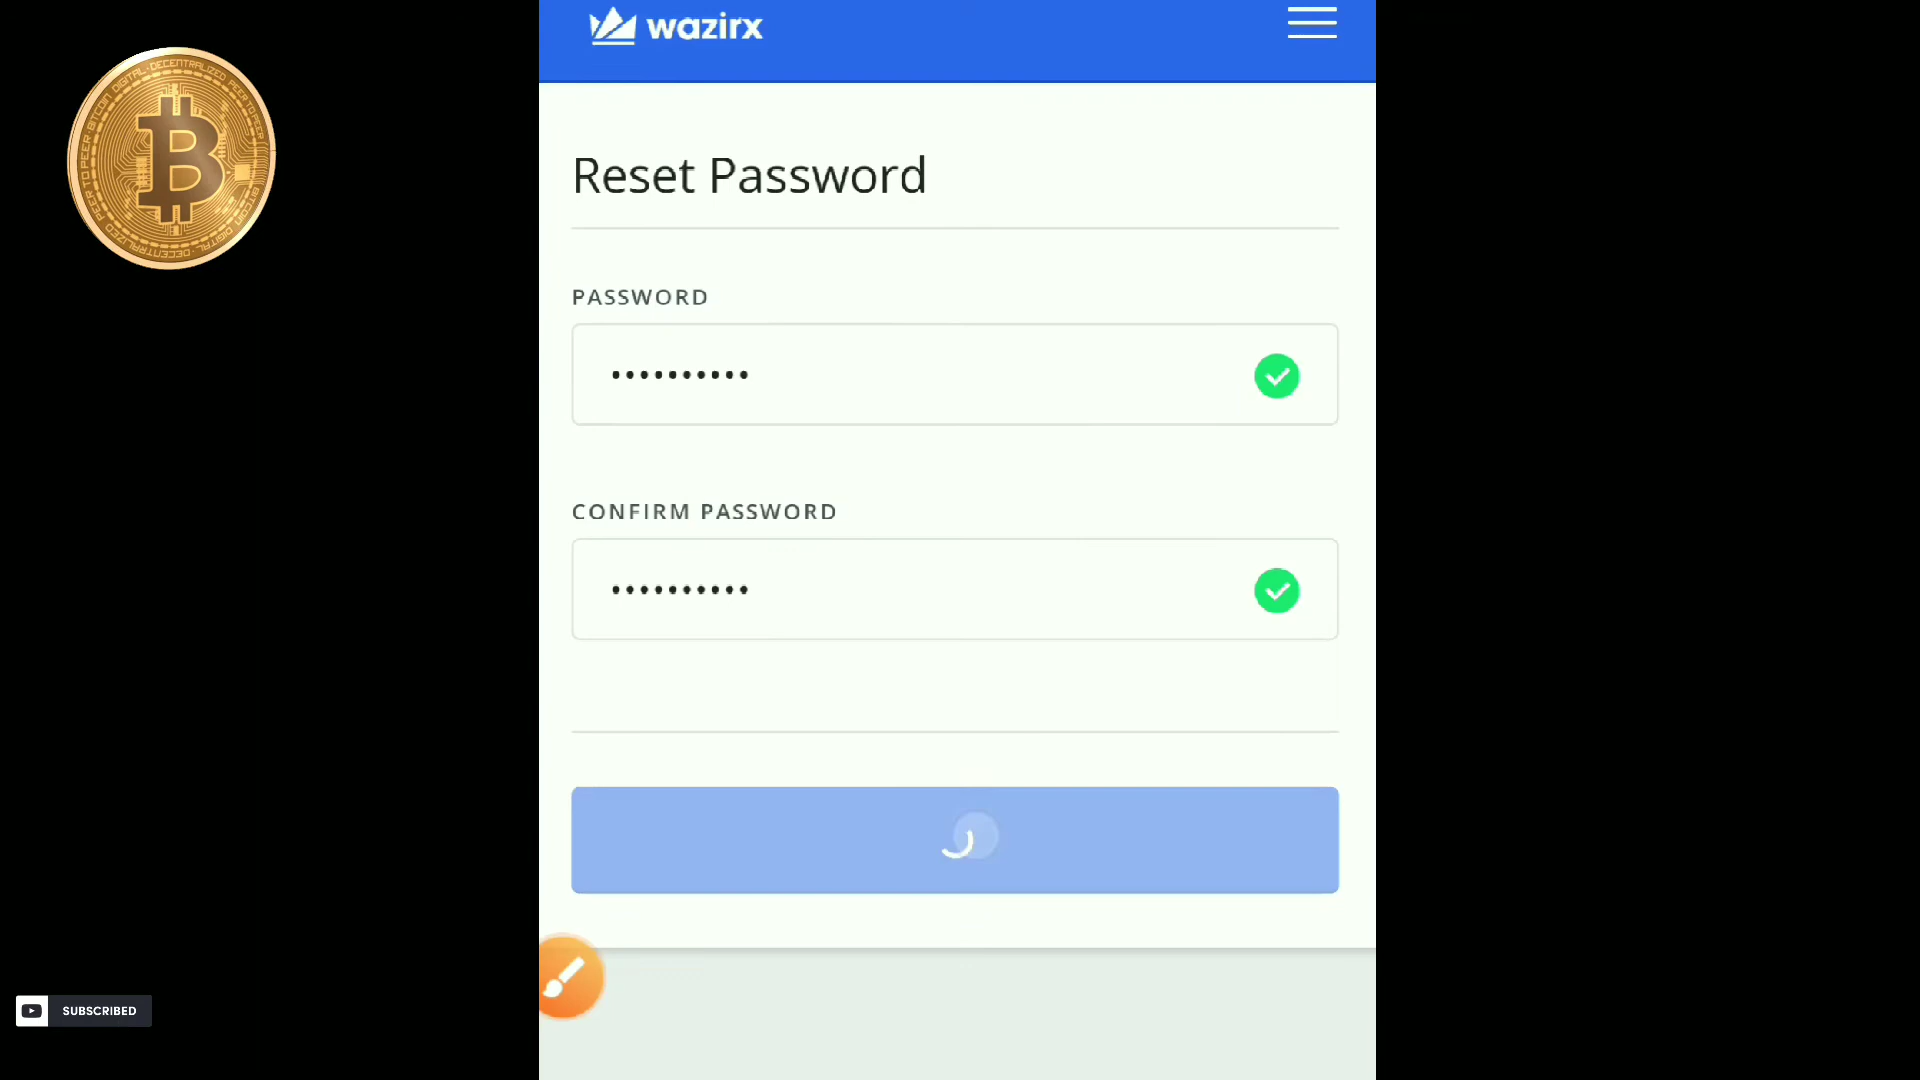 wazirx
Reset Password
PASSWORD
••••••••••
CONFIRM PASSWORD
••••••••••
SUBSCRIBED